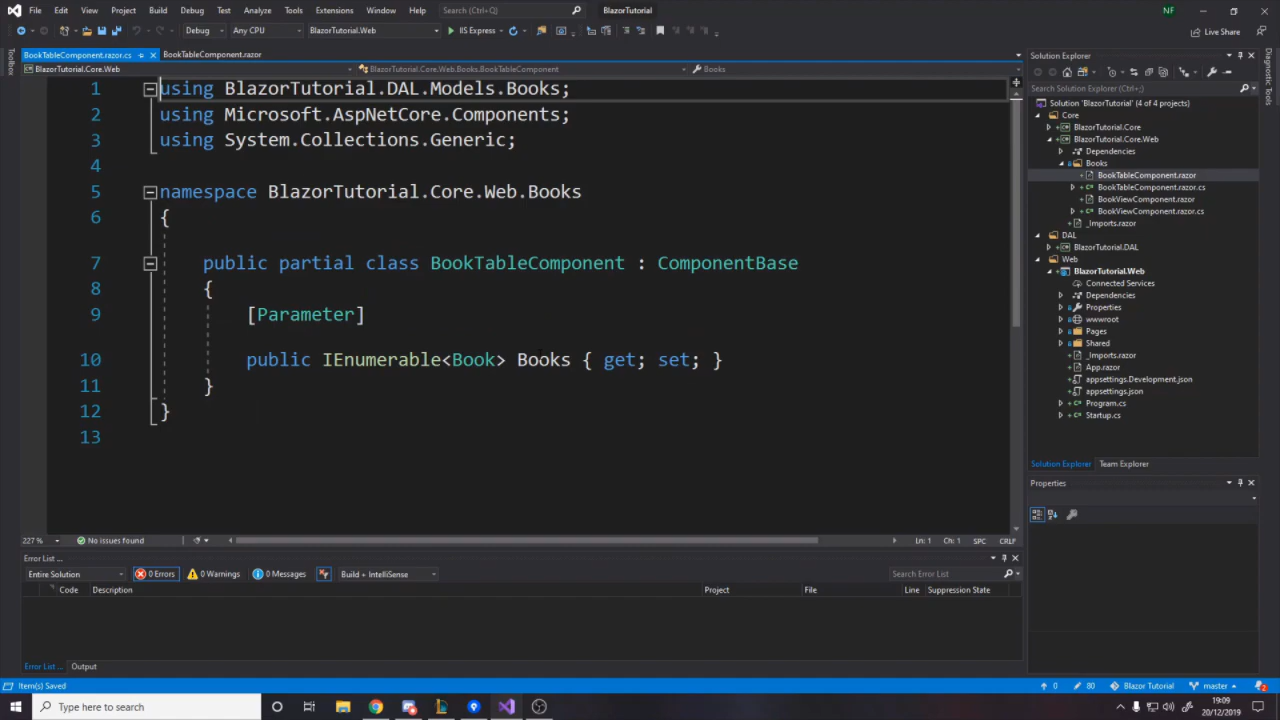 File Edit View Project Build Debug Test Analyze Tools Extensions Window Help Search (Ctrl+Q) BlazorTutorial NF
Debug Any CPU BlazorTutorial.Web IIS Express Live Share
Toolbox
BookTableComponent.razor.cs BookTableComponent.razor
BlazorTutorial.Core.Web BlazorTutorial.Core.Web.Books.BookTableComponent Books
1 using BlazorTutorial.DAL.Models.Books;
2 using Microsoft.AspNetCore.Components;
3 using System.Collections.Generic;
4
5 namespace BlazorTutorial.Core.Web.Books
6 {
7 public partial class BookTableComponent : ComponentBase
8 {
9 [Parameter]
10 public IEnumerable<Book> Books { get; set; }
11 }
12 }
13
227 % No issues found Ln: 1 Ch: 1 SPC CRLF
Solution Explorer
Search Solution Explorer (Ctrl+;)
Solution 'BlazorTutorial' (4 of 4 projects)
Core
BlazorTutorial.Core
BlazorTutorial.Core.Web
Dependencies
Books
BookTableComponent.razor
BookTableComponent.razor.cs
BookViewComponent.razor
BookViewComponent.razor.cs
_Imports.razor
DAL
BlazorTutorial.DAL
Web
BlazorTutorial.Web
Connected Services
Dependencies
Properties
wwwroot
Pages
Shared
_Imports.razor
App.razor
appsettings.Development.json
appsettings.json
Program.cs
Startup.cs
Solution Explorer Team Explorer
Properties
Diagnostic Tools
Error List ...
Entire Solution 0 Errors 0 Warnings 0 Messages Build + IntelliSense Search Error List
Code Description Project File Line Suppression State
Error List ... Output
Item(s) Saved 0 80 Blazor Tutorial master 2
Type here to search 19:09
20/12/2019